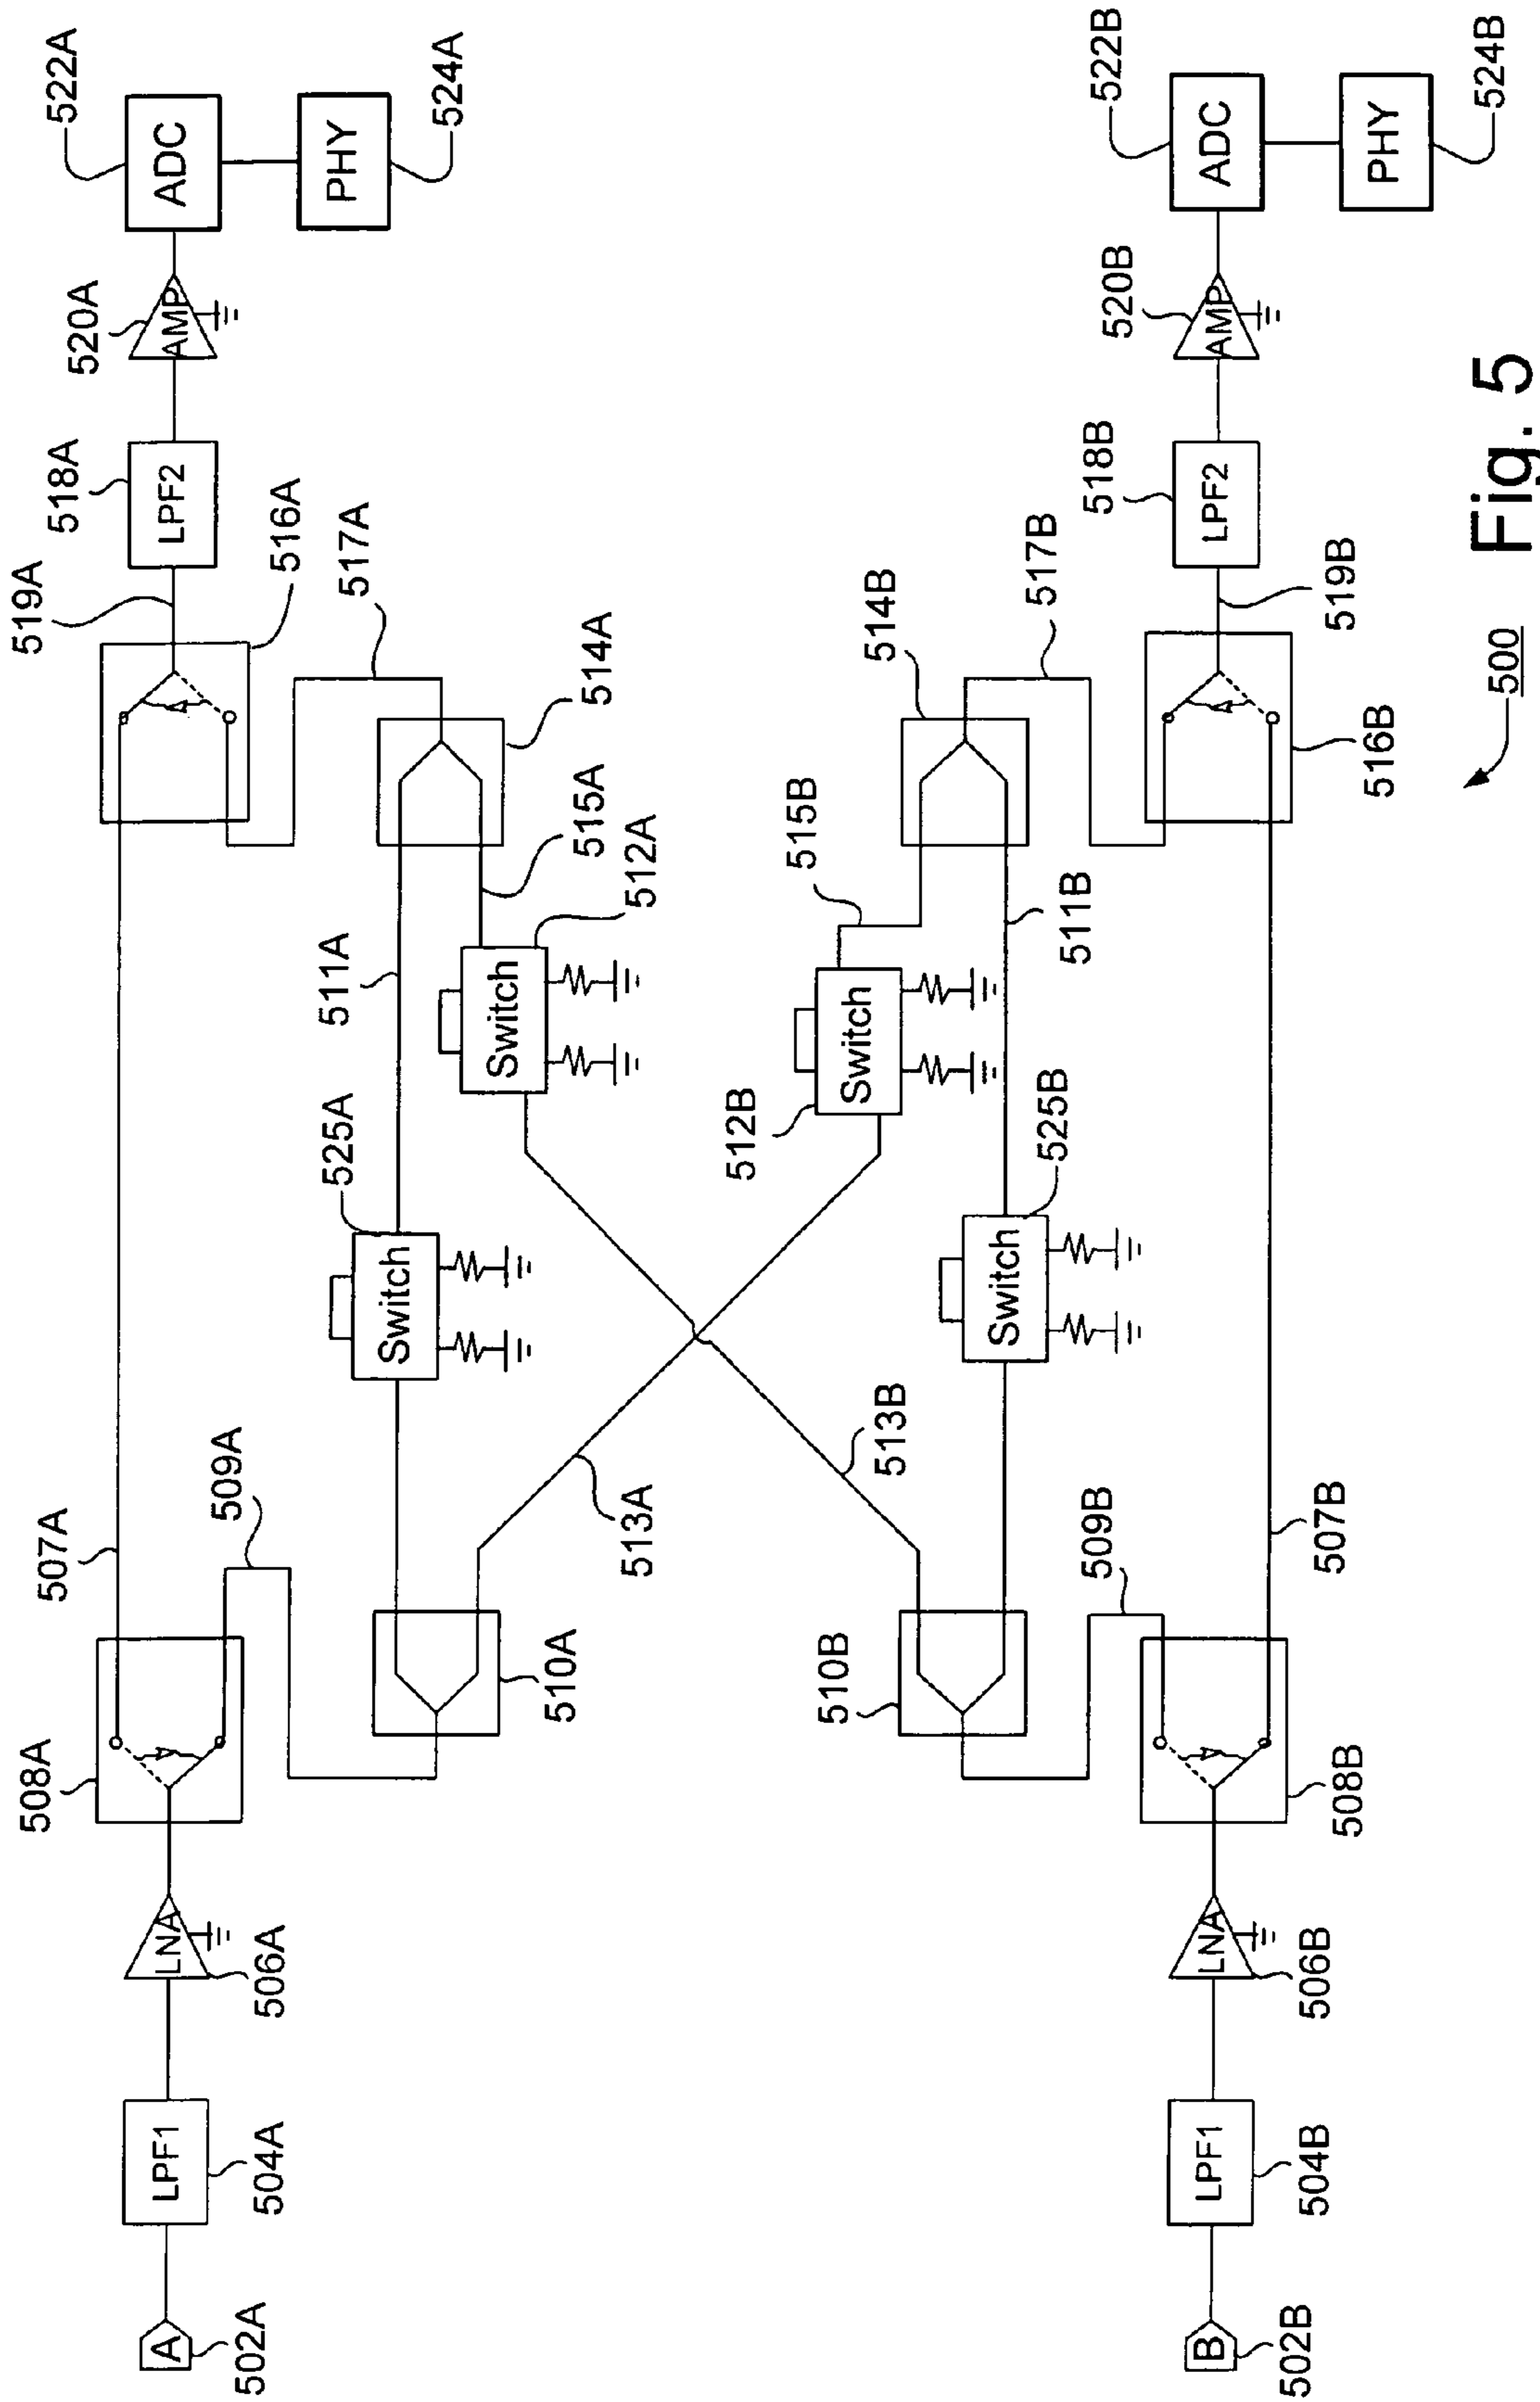 522A
ADC
PHY
524A
520A
AMP
518A
LPF2
519A
516A
517A
514A
515A
512A
Switch
511A
525A
Switch
507A
509A
513A
510A
508A
LNA
506A
LPF1
504A
A
502A
522B
ADC
PHY
524B
520B
AMP
518B
LPF2
519B
516B
517B
514B
515B
512B
Switch
511B
525B
Switch
513B
507B
509B
510B
508B
LNA
506B
LPF1
504B
B
502B
500
Fig. 5